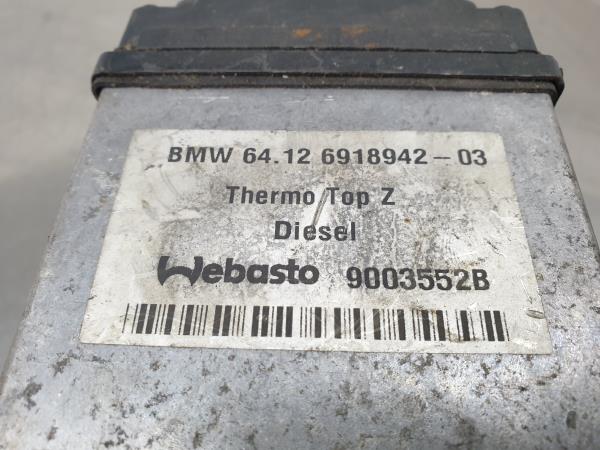 BMW 64.12 6918942-03
Thermo Top Z
Diesel
Webasto 9003552B